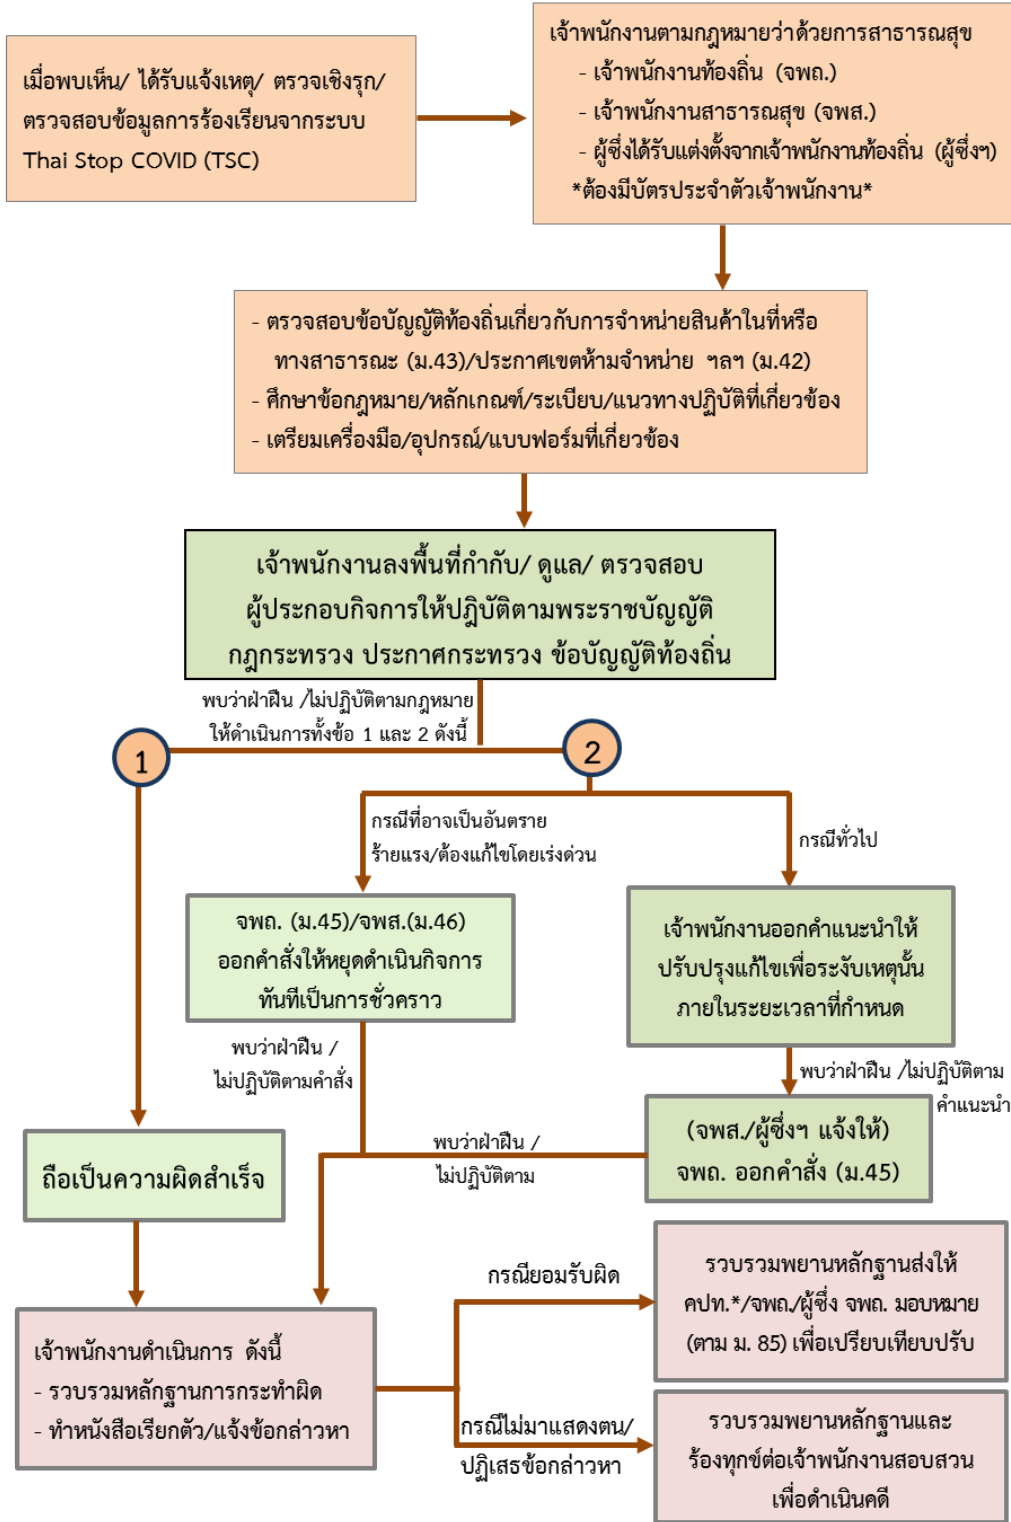 เมื่อพบเห็น/ ได้รับแจ้งเหตุ/ ตรวจเชิงรุก/
ตรวจสอบข้อมูลการร้องเรียนจากระบบ
Thai Stop COVID (TSC)
เจ้าพนักงานตามกฎหมายว่าด้วยการสาธารณสุข
- เจ้าพนักงานท้องถิ่น (จพถ.)
- เจ้าพนักงานสาธารณสุข (จพส.)
- ผู้ซึ่งได้รับแต่งตั้งจากเจ้าพนักงานท้องถิ่น (ผู้ซึ่งฯ)
*ต้องมีบัตรประจำตัวเจ้าพนักงาน*
- ตรวจสอบข้อบัญญัติท้องถิ่นเกี่ยวกับการจำหน่ายสินค้าในที่หรือ
ทางสาธารณะ (ม.43)/ประกาศเขตห้ามจำหน่าย ฯลฯ (ม.42)
- ศึกษาข้อกฎหมาย/หลักเกณฑ์/ระเบียบ/แนวทางปฏิบัติที่เกี่ยวข้อง
- เตรียมเครื่องมือ/อุปกรณ์/แบบฟอร์มที่เกี่ยวข้อง
เจ้าพนักงานลงพื้นที่กำกับ/ ดูแล/ ตรวจสอบ
ผู้ประกอบกิจการให้ปฎิบัติตามพระราชบัญญัติ
กฎกระทรวง ประกาศกระทรวง ข้อบัญญัติท้องถิ่น
พบว่าฝ่าฝืน /ไม่ปฏิบัติตามกฎหมาย
ให้ดำเนินการทั้งข้อ 1 และ 2 ดังนี้
1
2
กรณีที่อาจเป็นอันตราย
ร้ายแรง/ต้องแก้ไขโดยเร่งด่วน
กรณีทั่วไป
จพถ. (ม.45)/จพส.(ม.46)
ออกคำสั่งให้หยุดดำเนินกิจการ
ทันทีเป็นการชั่วคราว
เจ้าพนักงานออกคำแนะนำให้
ปรับปรุงแก้ไขเพื่อระงับเหตุนั้น
ภายในระยะเวลาที่กำหนด
พบว่าฝ่าฝืน /
ไม่ปฏิบัติตามคำสั่ง
พบว่าฝ่าฝืน /ไม่ปฏิบัติตาม
คำแนะนำ
(จพส./ผู้ซึ่งฯ แจ้งให้)
จพถ. ออกคำสั่ง (ม.45)
พบว่าฝ่าฝืน /
ไม่ปฏิบัติตาม
ถือเป็นความผิดสำเร็จ
เจ้าพนักงานดำเนินการ ดังนี้
- รวบรวมหลักฐานการกระทำผิด
- ทำหนังสือเรียกตัว/แจ้งข้อกล่าวหา
กรณียอมรับผิด
รวบรวมพยานหลักฐานส่งให้
คปท.*/จพถ./ผู้ซึ่ง จพถ. มอบหมาย
(ตาม ม. 85) เพื่อเปรียบเทียบปรับ
กรณีไม่มาแสดงตน/
ปฏิเสธข้อกล่าวหา
รวบรวมพยานหลักฐานและ
ร้องทุกข์ต่อเจ้าพนักงานสอบสวน
เพื่อดำเนินคดี